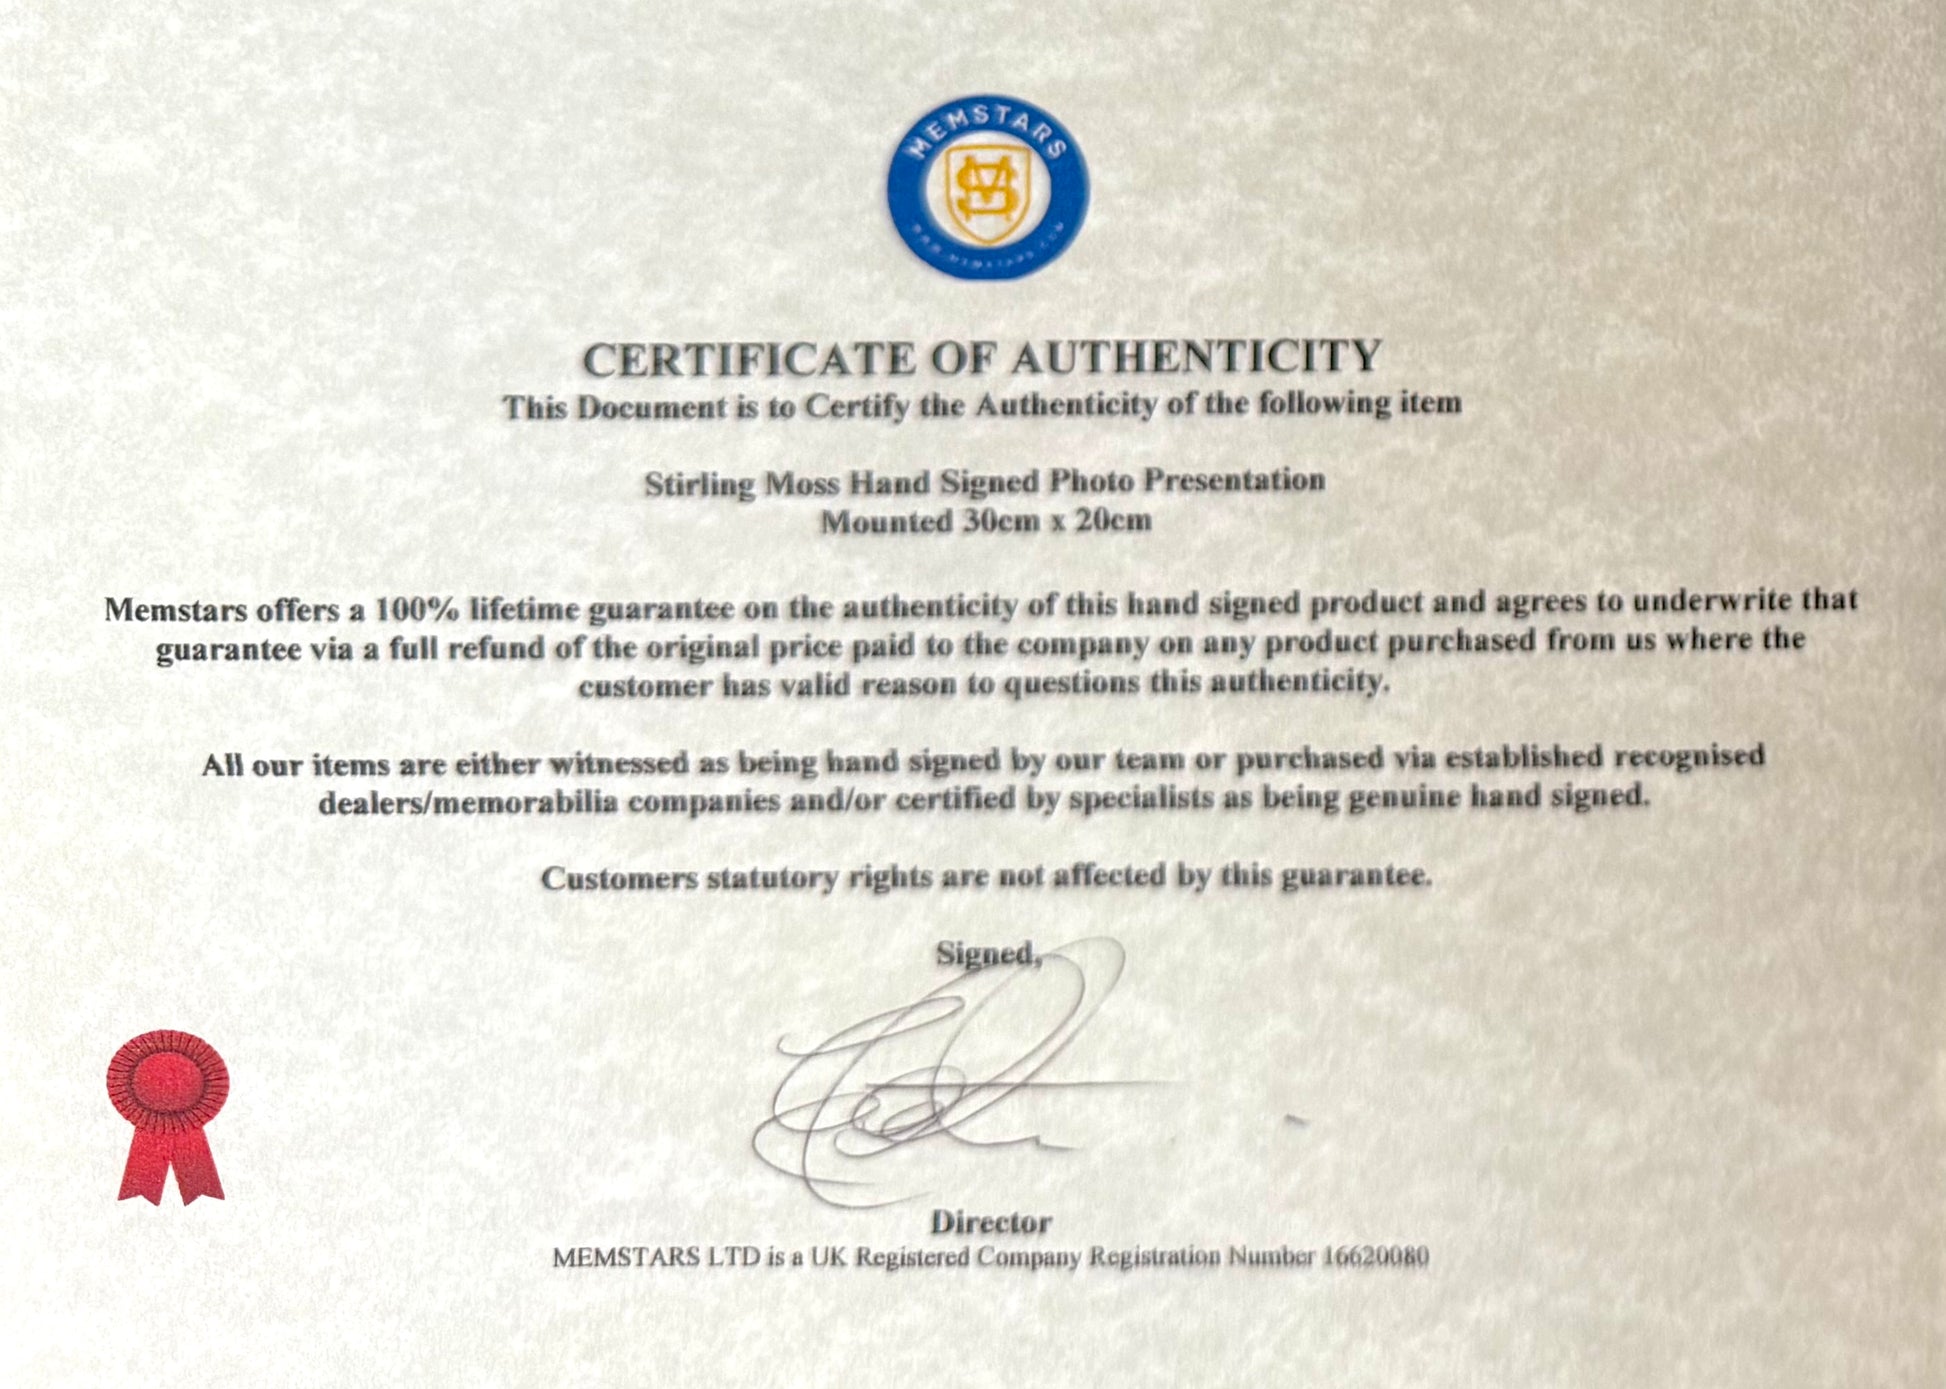 MEMSTARS
CERTIFICATE OF AUTHENTICITY
This Document is to Certify the Authenticity of the following item
Stirling Moss Hand Signed Photo Presentation
Mounted 30cm x 20cm
Memstars offers a 100% lifetime guarantee on the authenticity of this hand signed product and agrees to underwrite that
guarantee via a full refund of the original price paid to the company on any product purchased from us where the
customer has valid reason to questions this authenticity.
All our items are either witnessed as being hand signed by our team or purchased via established recognised
dealers/memorabilia companies and/or certified by specialists as being genuine hand signed.
Customers statutory rights are not affected by this guarantee.
Signed,
Director
MEMSTARS LTD is a UK Registered Company Registration Number 16620080